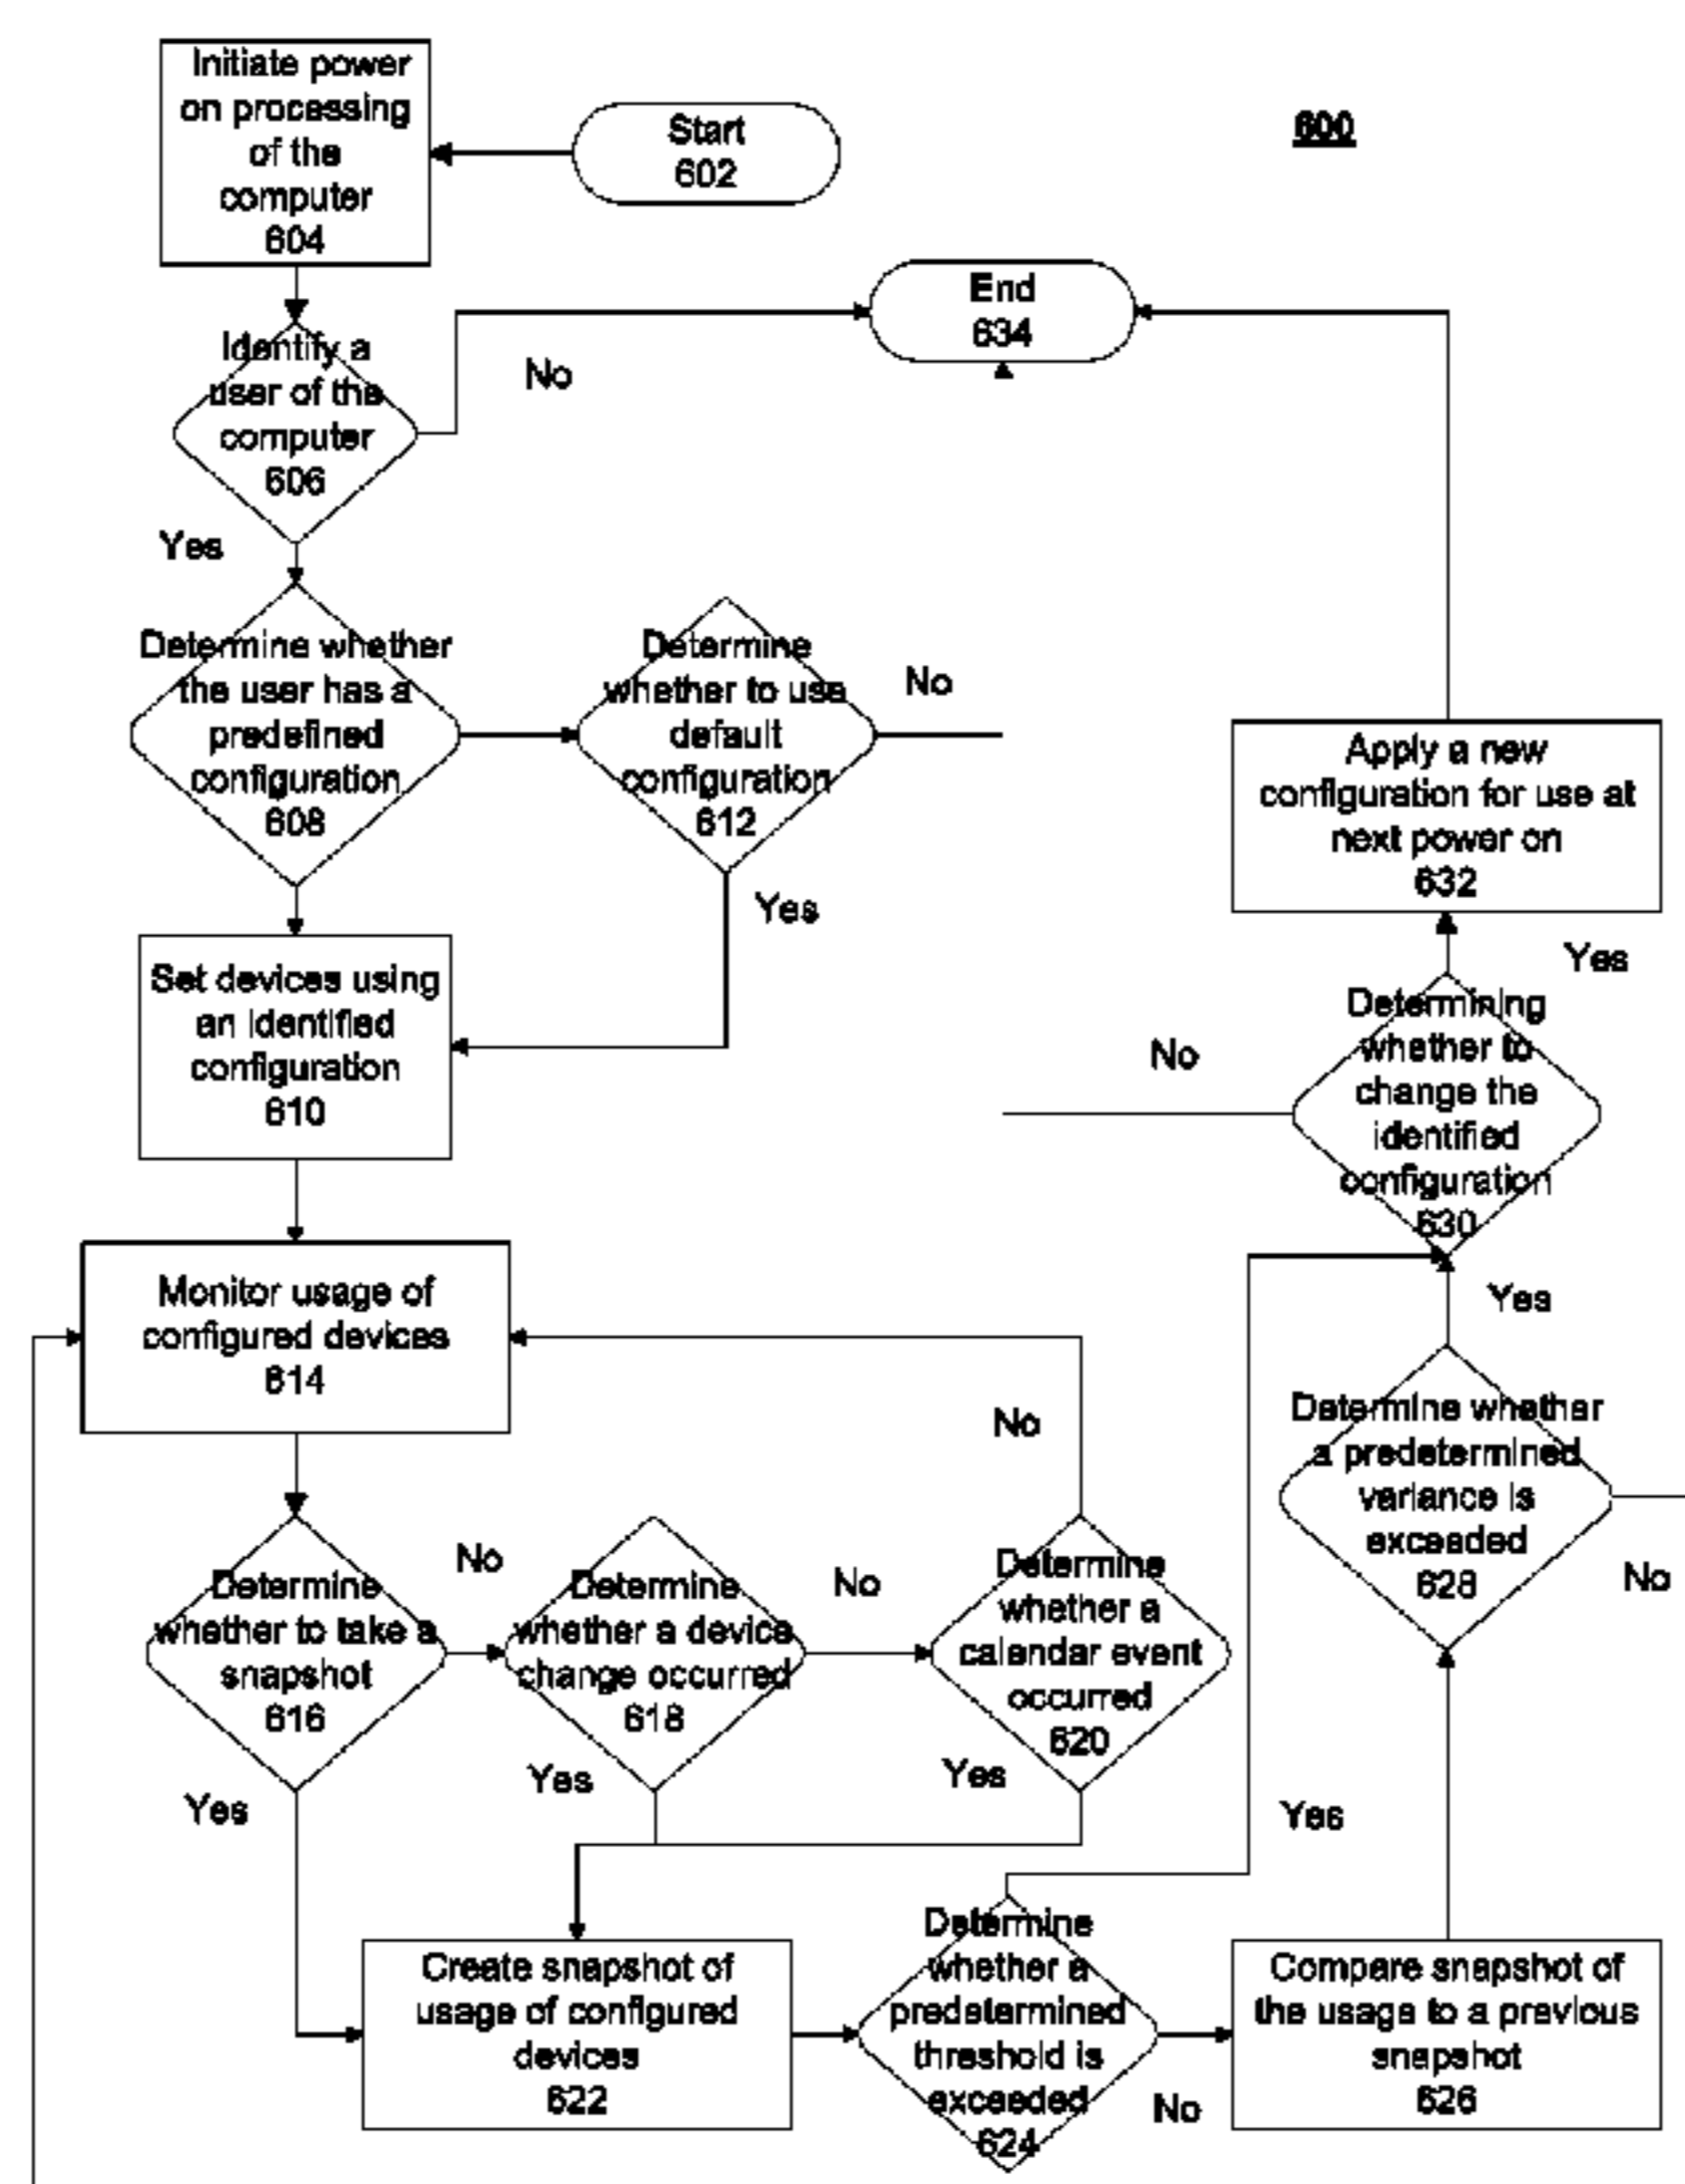 Initiate power
on processing
of the
computer
604
Start
602
600
End
634
Identify a
user of the
computer
606
No
Yes
Determine whether
the user has a
predefined
configuration
608
Determine
whether to use
default
configuration
612
No
Yes
Apply a new
configuration for use at
next power on
632
Yes
Set devices using
an identified
configuration
610
Determining
whether to
change the
identified
configuration
630
No
Yes
Monitor usage of
configured devices
614
No
Determine whether
a predetermined
variance is
exceeded
628
No
Determine
whether to take a
snapshot
616
No
Determine
whether a device
change occurred
618
No
Determine
whether a
calendar event
occurred
620
Yes
Yes
Yes
Yes
Create snapshot of
usage of configured
devices
622
Determine
whether a
predetermined
threshold is
exceeded
624
No
Compare snapshot of
the usage to a previous
snapshot
626